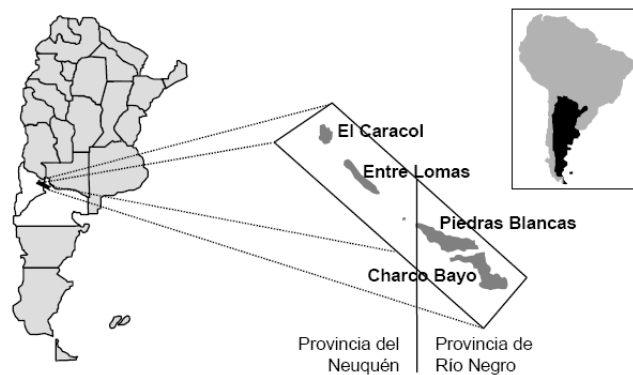 El Caracol
Entre Lomas
Piedras Blancas
Charco Bayo
Provincia del
Neuquén
Provincia de
Río Negro